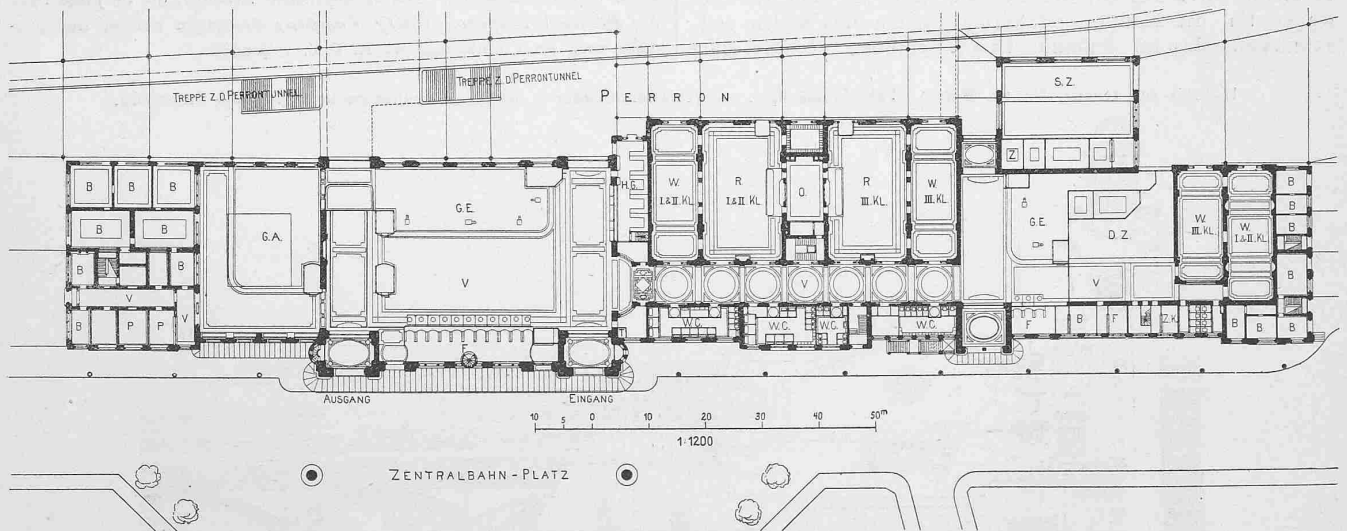 TREPPE Z. D. PERRONTUNNEL
TREPPE Z. D. PERRONTUNNEL
PERRON
S. Z.
Z
B B B
B B
G. A.
G. E.
H. G.
W.
I & II. KL.
R.
I & II. KL.
O.
R.
III. KL.
W.
III. KL.
G. E.
D. Z.
W.
III. KL.
W.
I & II. KL.
B
B
B
B
B
B
V
V
V
V
B P P V
W.C. W.C. W.C. W.C.
F
F B F Z.K. B B B
AUSGANG
EINGANG
10 5 0 10 20 30 40 50m
1:1200
ZENTRALBAHN-PLATZ